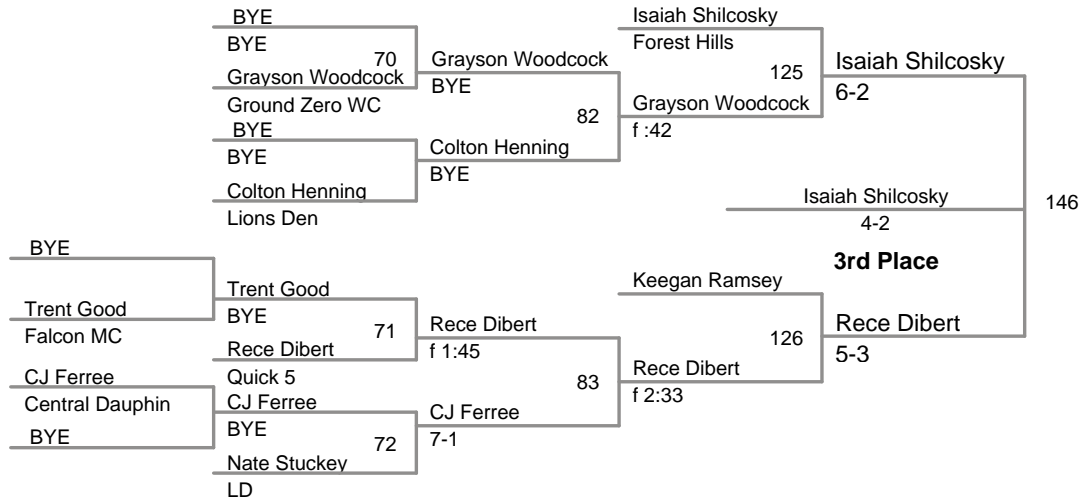 BYE
BYE
70
Grayson Woodcock
Ground Zero WC
BYE
BYE
Colton Henning
Lions Den
Grayson Woodcock
BYE
82
Colton Henning
BYE
Isaiah Shilcosky
Forest Hills
125
Grayson Woodcock
f :42
Isaiah Shilcosky
6-2
Isaiah Shilcosky
4-2
146
3rd Place
BYE
Trent Good
Falcon MC
CJ Ferree
Central Dauphin
BYE
Trent Good
BYE
71
Rece Dibert
Quick 5
CJ Ferree
BYE
72
Nate Stuckey
LD
Rece Dibert
f 1:45
83
CJ Ferree
7-1
Keegan Ramsey
126
Rece Dibert
f 2:33
Rece Dibert
5-3